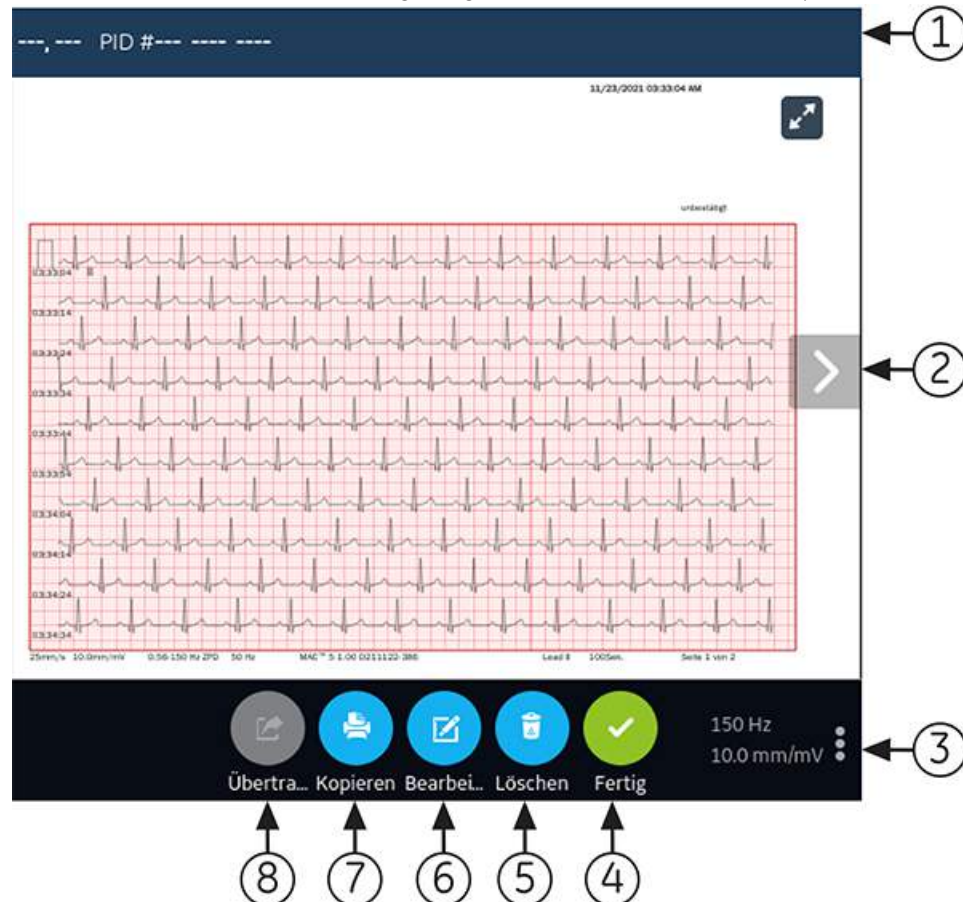 ---, --- PID #--- ---- ----
1
11/23/2021 03:33:04 AM
unbestätigt
2
03:33:04
II
03:33:14
03:33:24
03:33:34
03:33:44
03:33:54
03:34:04
03:34:14
03:34:24
03:34:34
25mm/s 10.0mm/mV 0.56-150 Hz ZPD 50 Hz MAC™ 5 1.00 D211122-386 Lead II 100Sek. Seite 1 von 2
150 Hz
10.0 mm/mV
3
Übertra... Kopieren Bearbei... Löschen Fertig
8 7 6 5 4